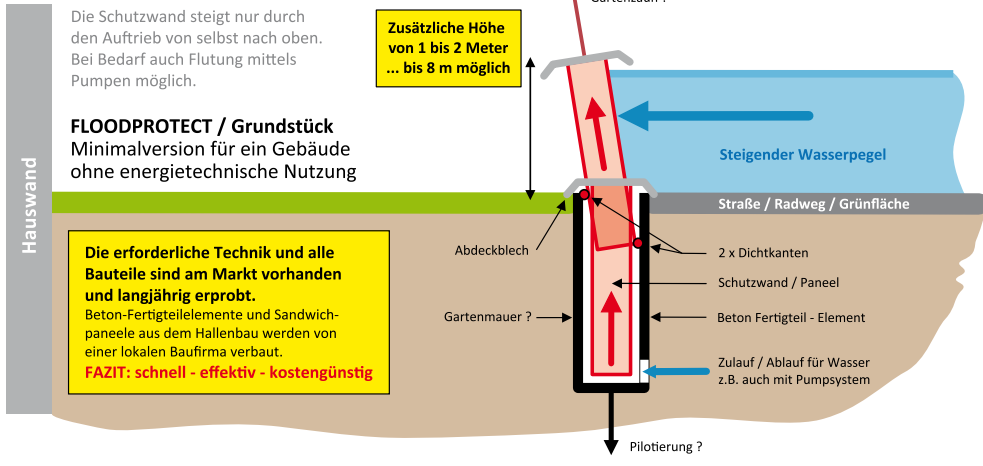 Gartenzaun ?
Die Schutzwand steigt nur durch
den Auftrieb von selbst nach oben.
Bei Bedarf auch Flutung mittels
Pumpen möglich.
Zusätzliche Höhe
von 1 bis 2 Meter
... bis 8 m möglich
FLOODPROTECT / Grundstück
Minimalversion für ein Gebäude
ohne energietechnische Nutzung
Steigender Wasserpegel
Hauswand
Straße / Radweg / Grünfläche
Die erforderliche Technik und alle
Bauteile sind am Markt vorhanden
und langjährig erprobt.
Beton-Fertigteilelemente und Sandwich-
paneele aus dem Hallenbau werden von
einer lokalen Baufirma verbaut.
FAZIT: schnell - effektiv - kostengünstig
Abdeckblech
2 x Dichtkanten
Schutzwand / Paneel
Gartenmauer ?
Beton Fertigteil - Element
Zulauf / Ablauf für Wasser
z.B. auch mit Pumpsystem
Pilotierung ?